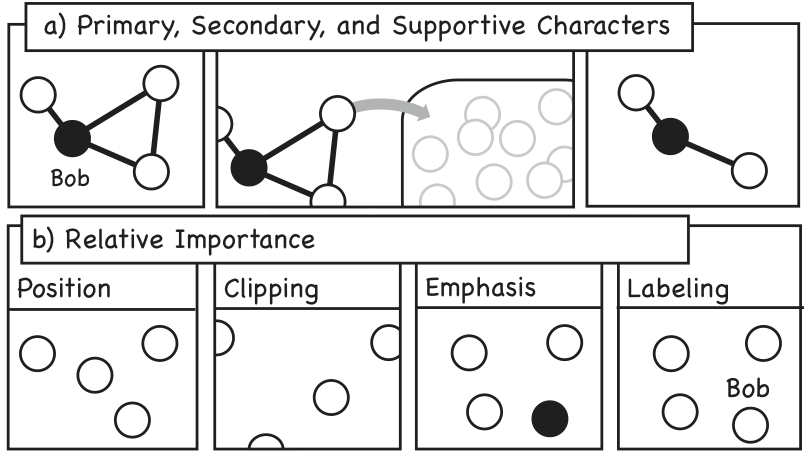 a) Primary, Secondary, and Supportive Characters
Bob
b) Relative Importance
Position
Clipping
Emphasis
Labeling
Bob